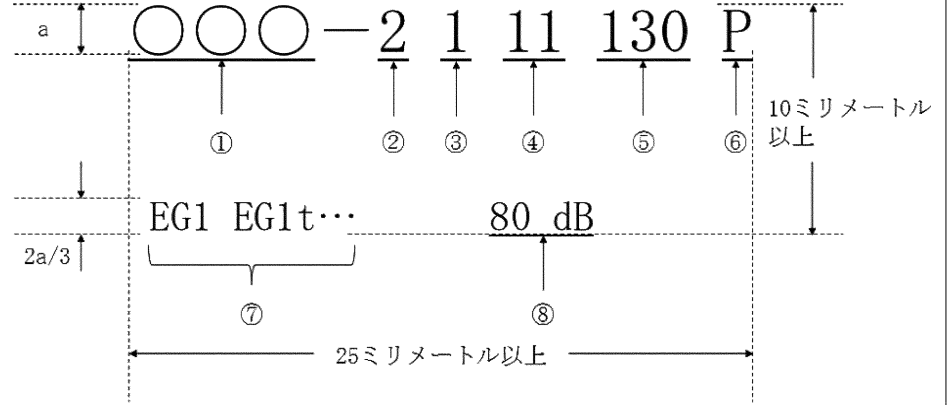 a ○○○－2 1 11 130 P
10ミリメートル
以上
① ② ③ ④ ⑤ ⑥
EG1 EG1t… 80 dB
2a/3
⑦ ⑧
25ミリメートル以上